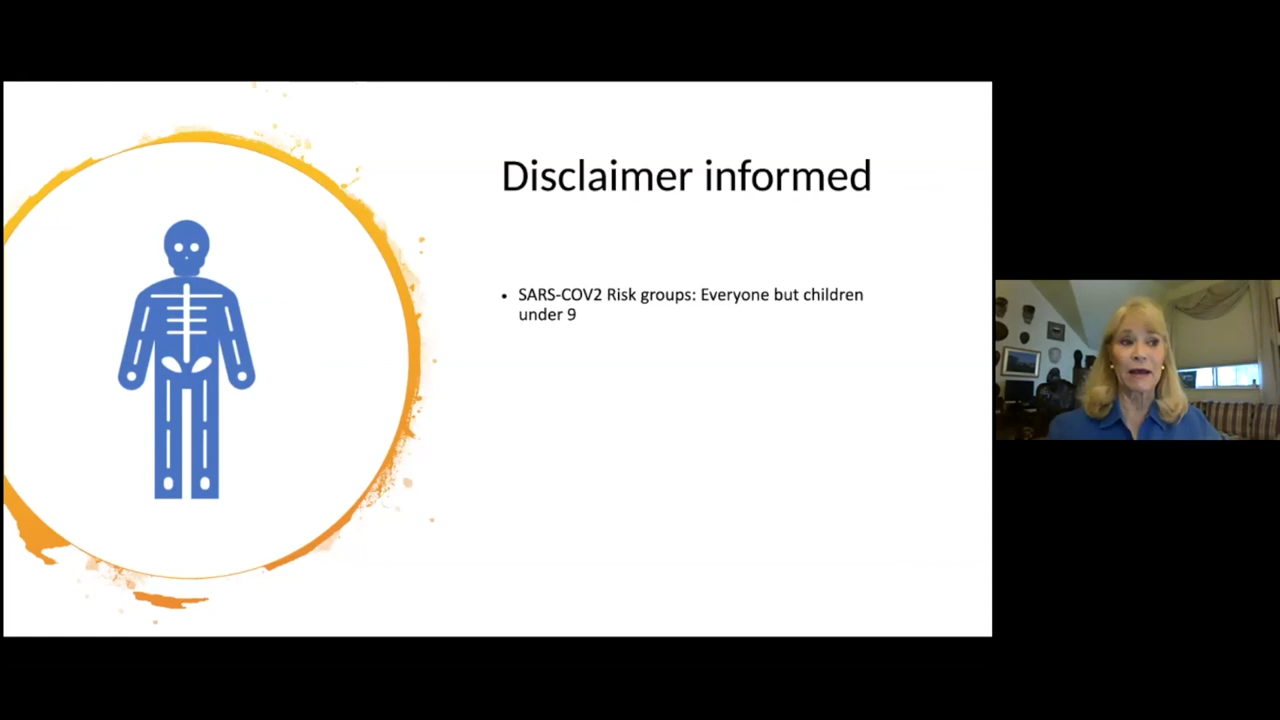 Disclaimer informed
• SARS-COV2 Risk groups: Everyone but children
under 9